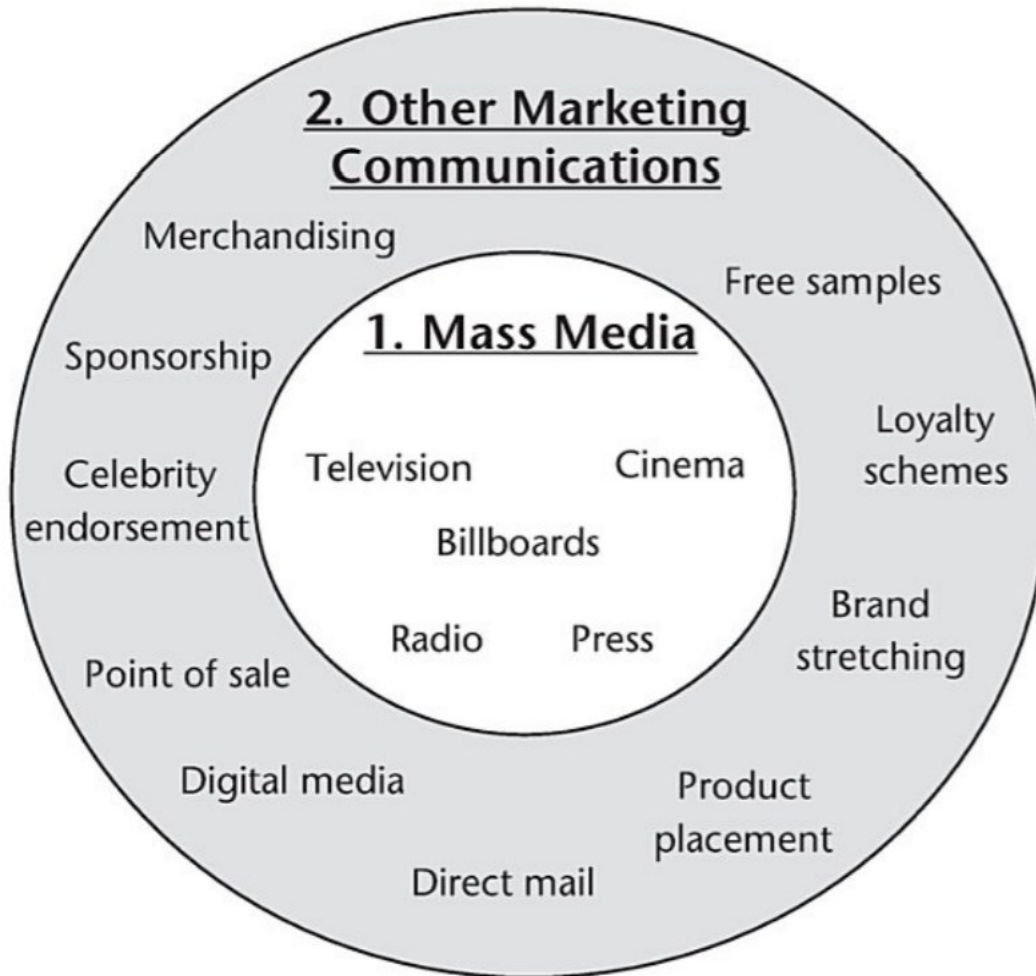 2. Other Marketing
Communications
Merchandising
Free samples
1. Mass Media
Sponsorship
Loyalty
schemes
Television
Cinema
Celebrity
endorsement
Billboards
Brand
stretching
Radio
Press
Point of sale
Digital media
Product
placement
Direct mail